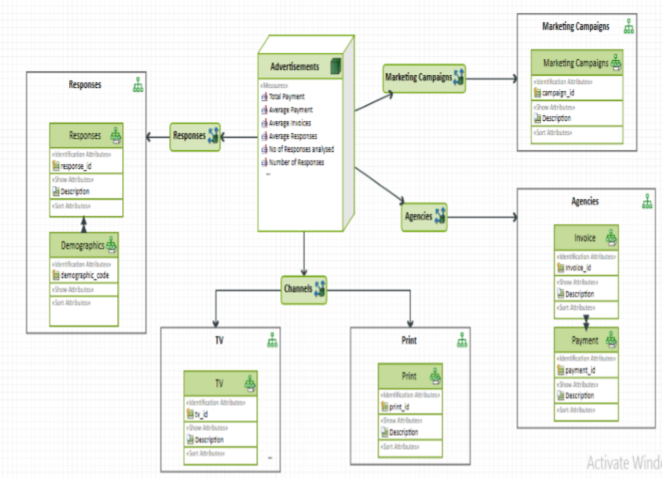 Marketing Campaigns
Marketing Campaigns
«Identification Attributes»
campaign_id
«Show Attributes»
Description
«Sort Attributes»
Advertisements
«Measures»
Total Payment
Average Payment
Average Invoices
Average Responses
No of Responses analysed
Number of Responses
...
Marketing Campaigns
Responses
Responses
«Identification Attributes»
response_id
«Show Attributes»
Description
«Sort Attributes»
Demographics
«Identification Attributes»
demographic_code
«Show Attributes»
«Sort Attributes»
Responses
Agencies
Agencies
Invoice
«Identification Attributes»
invoice_id
«Show Attributes»
Description
«Sort Attributes»
Payment
«Identification Attributes»
payment_id
«Show Attributes»
Description
«Sort Attributes»
Channels
TV
TV
«Identification Attributes»
tv_id
«Show Attributes»
Description
«Sort Attributes»
...
Print
Print
«Identification Attributes»
print_id
«Show Attributes»
Description
«Sort Attributes»
Activate Windo